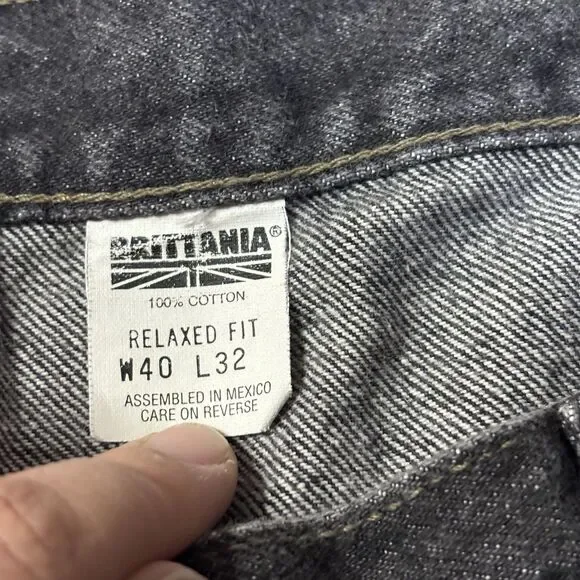 BRITTANIA®
100% COTTON
RELAXED FIT
W40 L32
ASSEMBLED IN MEXICO
CARE ON REVERSE